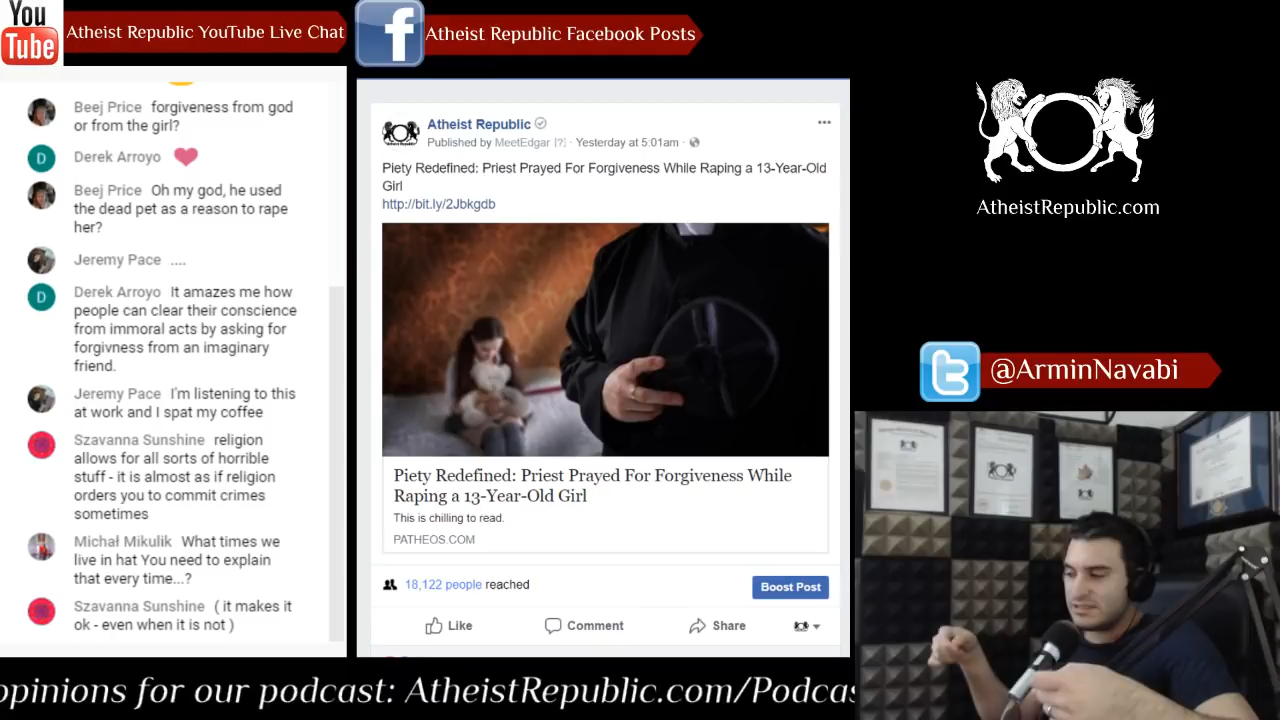 You
Tube
Atheist Republic YouTube Live Chat
f
Atheist Republic Facebook Posts
Beej Price forgiveness from god
or from the girl?
D
Derek Arroyo
Beej Price Oh my god, he used
the dead pet as a reason to rape
her?
Jeremy Pace ....
D
Derek Arroyo It amazes me how
people can clear their conscience
from immoral acts by asking for
forgivness from an imaginary
friend.
Jeremy Pace I'm listening to this
at work and I spat my coffee
Szavanna Sunshine religion
allows for all sorts of horrible
stuff - it is almost as if religion
orders you to commit crimes
sometimes
Michał Mikulik What times we
live in hat You need to explain
that every time...?
Szavanna Sunshine ( it makes it
ok - even when it is not )
Atheist Republic
Published by MeetEdgar [?] · Yesterday at 5:01am ·
Piety Redefined: Priest Prayed For Forgiveness While Raping a 13-Year-Old
Girl
http://bit.ly/2Jbkgdb
Piety Redefined: Priest Prayed For Forgiveness While
Raping a 13-Year-Old Girl
This is chilling to read.
PATHEOS.COM
18,122 people reached
Boost Post
Like
Comment
Share
AtheistRepublic.com
@ArminNavabi
opinions for our podcast: AtheistRepublic.com/Podcas